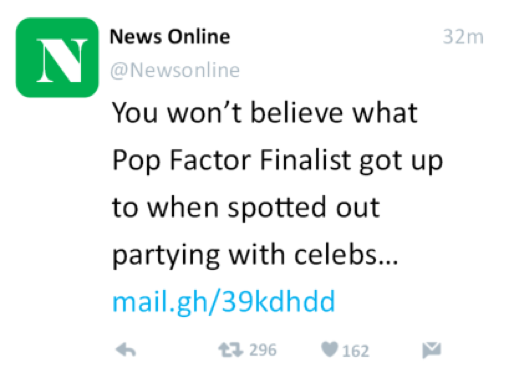 N
News Online 32m
@Newsonline
You won't believe what
Pop Factor Finalist got up
to when spotted out
partying with celebs...
mail.gh/39kdhdd
296 162